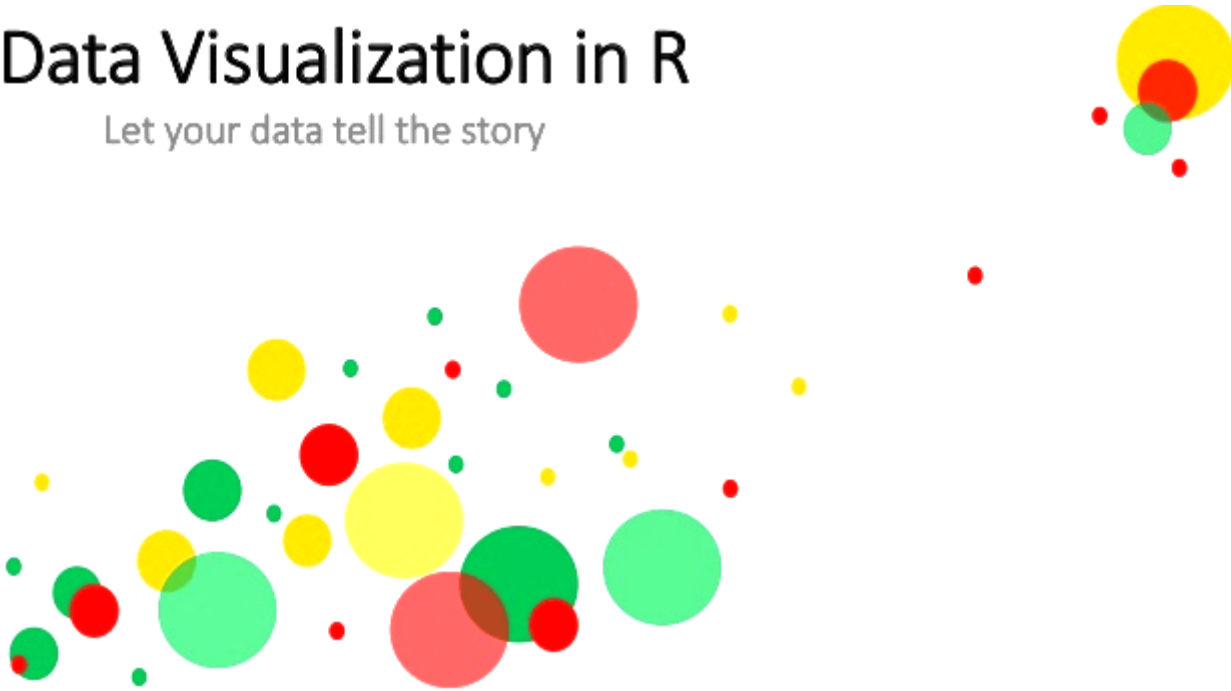 Data Visualization in R
Let your data tell the story